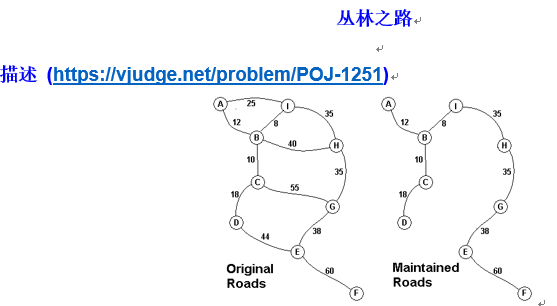 丛林之路
描述 (https://vjudge.net/problem/POJ-1251)
A 25 I 35
12 8
B 40 H
10 35
C 55
18 G
D 44 38
E 60
F
Original
Roads
A I 35
12 8
B H
10 35
C
18 G
D 38
E 60
F
Maintained
Roads